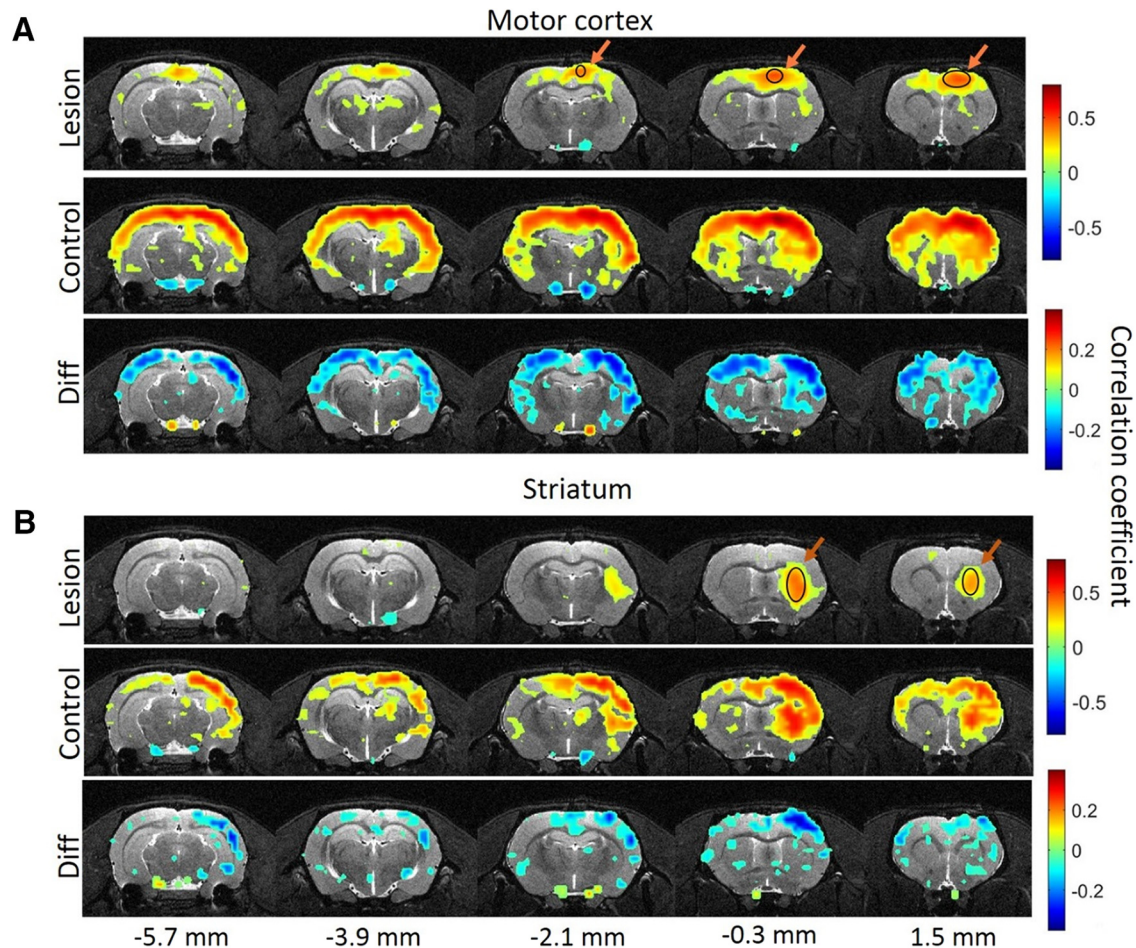 A
Motor cortex
Lesion
Control
Diff
0.5
0
-0.5
0.2
0
-0.2
Correlation coefficient
B
Striatum
Lesion
Control
Diff
0.5
0
-0.5
0.2
0
-0.2
-5.7 mm
-3.9 mm
-2.1 mm
-0.3 mm
1.5 mm